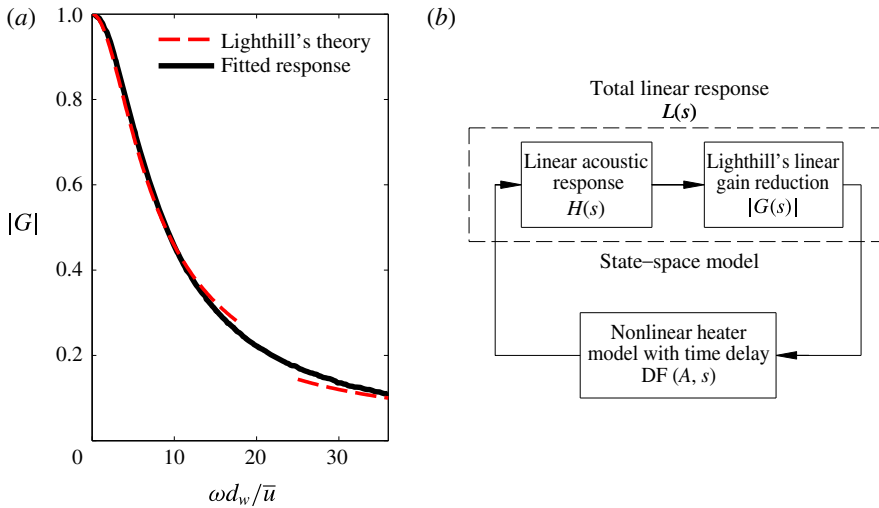 (a)
1.0
0.8
0.6
0.4
0.2
|G|
Lighthill's theory
Fitted response
0
10
20
30
ωd_w/u̅
(b)
Total linear response
L(s)
Linear acoustic
response
H(s)
Lighthill's linear
gain reduction
|G(s)|
State–space model
Nonlinear heater
model with time delay
DF (A, s)